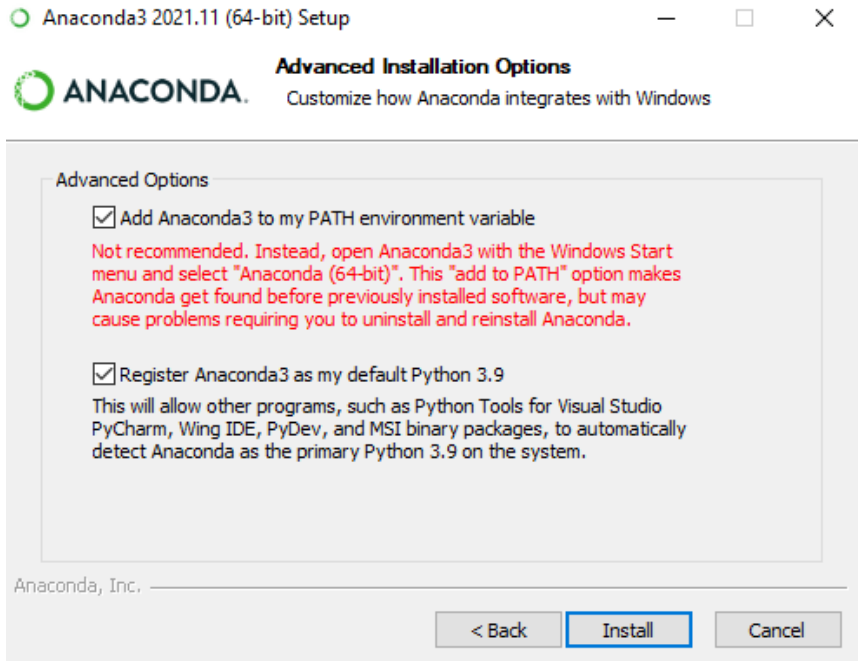 Anaconda3 2021.11 (64-bit) Setup
ANACONDA.
Advanced Installation Options
Customize how Anaconda integrates with Windows
Advanced Options
Add Anaconda3 to my PATH environment variable
Not recommended. Instead, open Anaconda3 with the Windows Start
menu and select "Anaconda (64-bit)". This "add to PATH" option makes
Anaconda get found before previously installed software, but may
cause problems requiring you to uninstall and reinstall Anaconda.
Register Anaconda3 as my default Python 3.9
This will allow other programs, such as Python Tools for Visual Studio
PyCharm, Wing IDE, PyDev, and MSI binary packages, to automatically
detect Anaconda as the primary Python 3.9 on the system.
Anaconda, Inc.
< Back
Install
Cancel